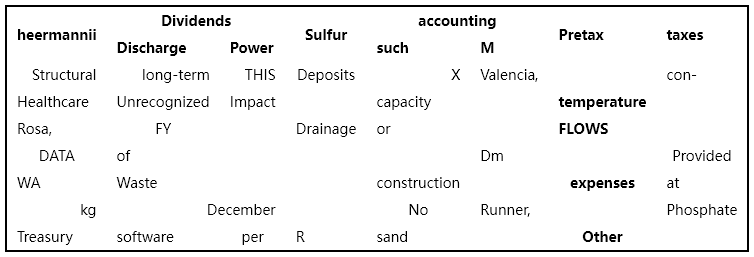 heermannii Dividends Sulfur accounting Pretax taxes
Discharge Power such M
Structural long-term THIS Deposits X Valencia, con-
Healthcare Unrecognized Impact capacity temperature
Rosa, FY Drainage or FLOWS
DATA of Dm Provided
WA Waste construction expenses at
kg December No Runner, Phosphate
Treasury software per R sand Other